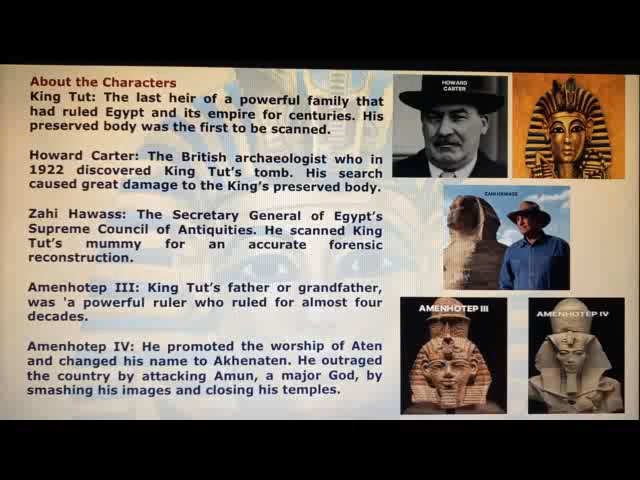 About the Characters
King Tut: The last heir of a powerful family that
had ruled Egypt and its empire for centuries. His
preserved body was the first to be scanned.
Howard Carter: The British archaeologist who in
1922 discovered King Tut's tomb. His search
caused great damage to the King's preserved body.
Zahi Hawass: The Secretary General of Egypt's
Supreme Council of Antiquities. He scanned King
Tut's mummy for an accurate forensic
reconstruction.
Amenhotep III: King Tut's father or grandfather,
was 'a powerful ruler who ruled for almost four
decades.
Amenhotep IV: He promoted the worship of Aten
and changed his name to Akhenaten. He outraged
the country by attacking Amun, a major God, by
smashing his images and closing his temples.
HOWARD
CARTER
ZAHI HAWASS
AMENHOTEP III
AMENHOTEP IV